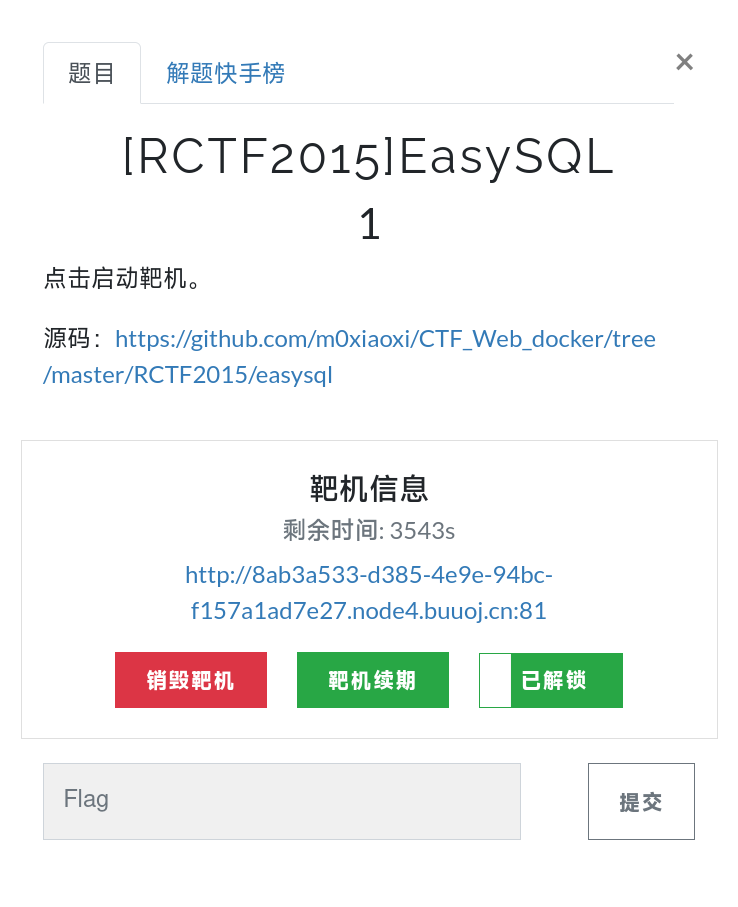 题目 解题快手榜 ×
[RCTF2015]EasySQL
1
点击启动靶机。
源码：https://github.com/m0xiaoxi/CTF_Web_docker/tree
/master/RCTF2015/easysql
靶机信息
剩余时间: 3543s
http://8ab3a533-d385-4e9e-94bc-
f157a1ad7e27.node4.buuoj.cn:81
销毁靶机 靶机续期 已解锁
Flag 提交